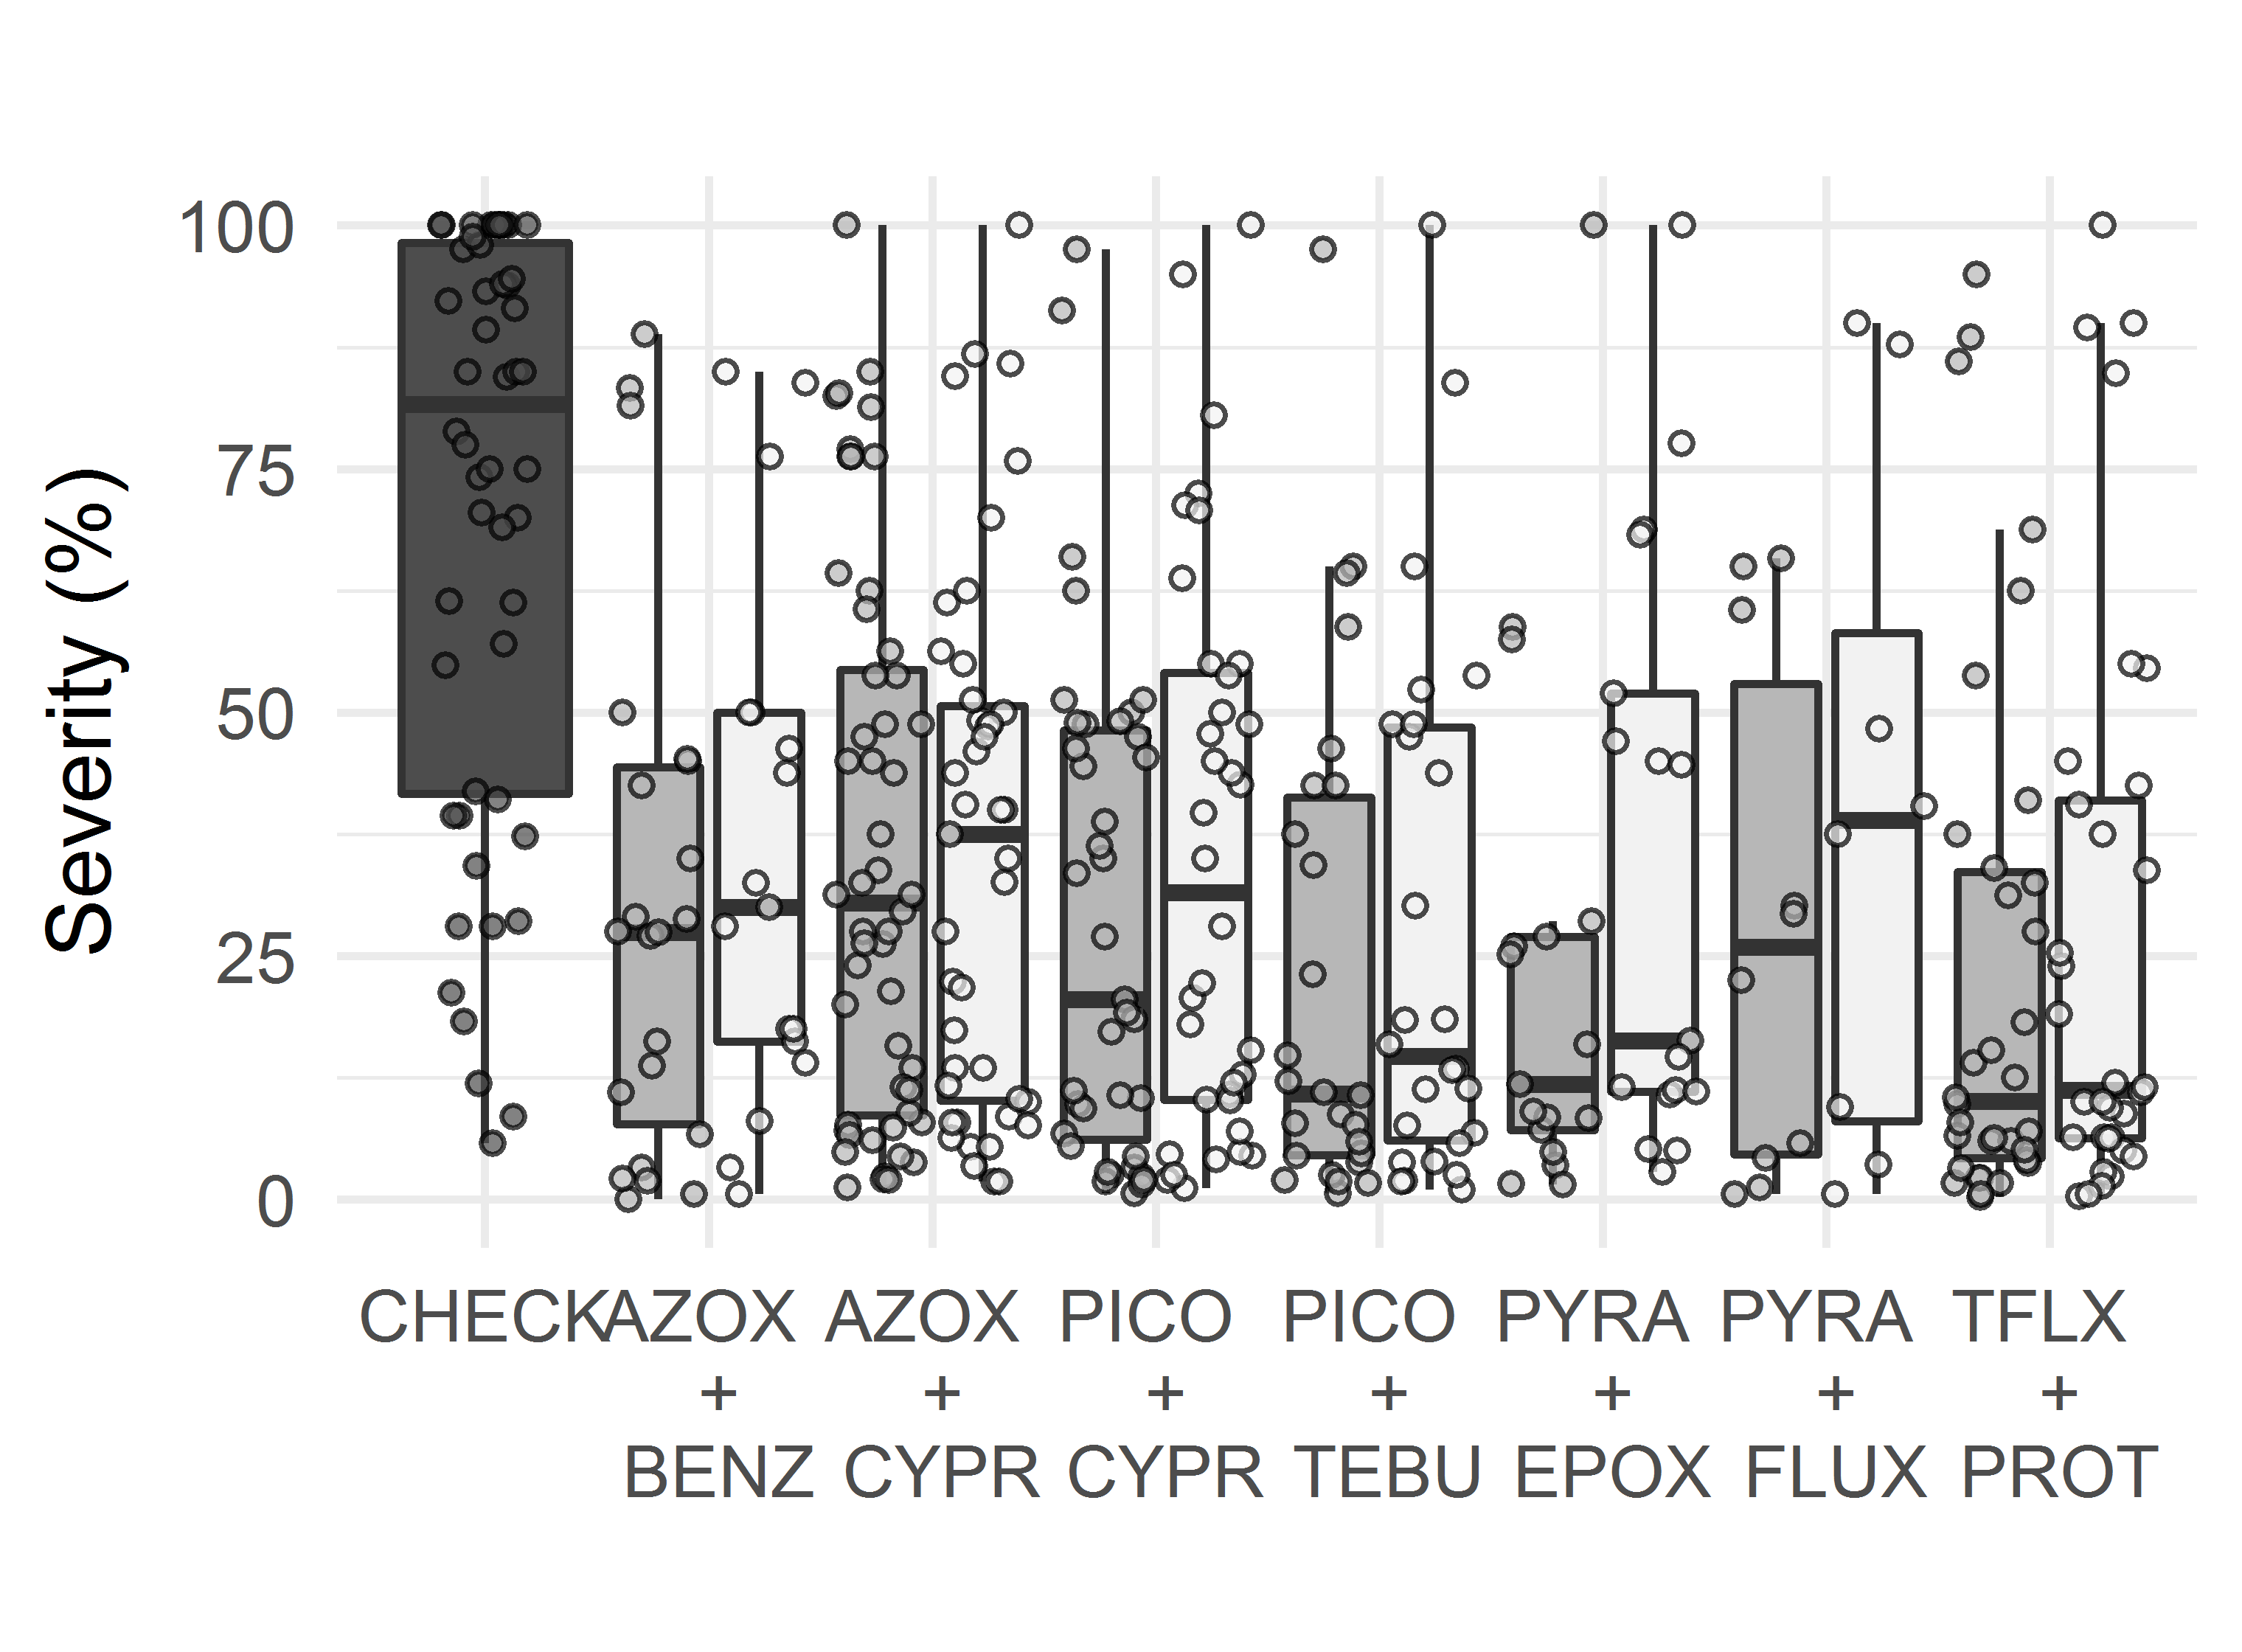 Severity (%)
100
75
50
25
0
CHECK AZOX AZOX PICO PICO PYRA PYRA TFLX
+ + + + + + +
BENZ CYPR CYPR TEBU EPOX FLUX PROT